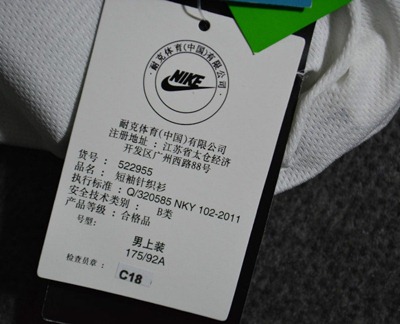 耐克体育(中国)有限公司
NIKE
耐克体育(中国)有限公司
注册地址：江苏省太仓经济
开发区广州西路88号
货号： 522955
品名： 短袖针织衫
执行标准：Q/320585 NKY 102-2011
安全技术类别： B类
产品等级：合格品
号型：
男上装
175/92A
检查员章：
C18